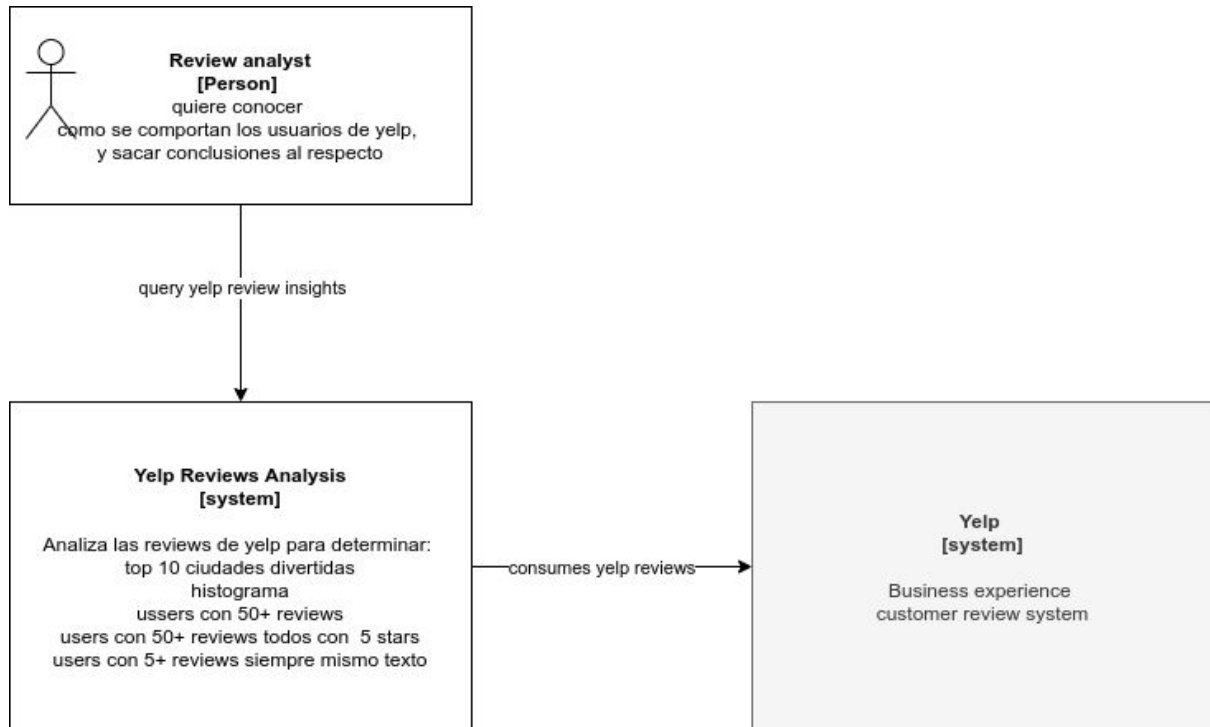 Review analyst
[Person]
quiere conocer
como se comportan los usuarios de yelp,
y sacar conclusiones al respecto
query yelp review insights
Yelp Reviews Analysis
[system]
Analiza las reviews de yelp para determinar:
top 10 ciudades divertidas
histograma
ussers con 50+ reviews
users con 50+ reviews todos con 5 stars
users con 5+ reviews siempre mismo texto
consumes yelp reviews
Yelp
[system]
Business experience
customer review system